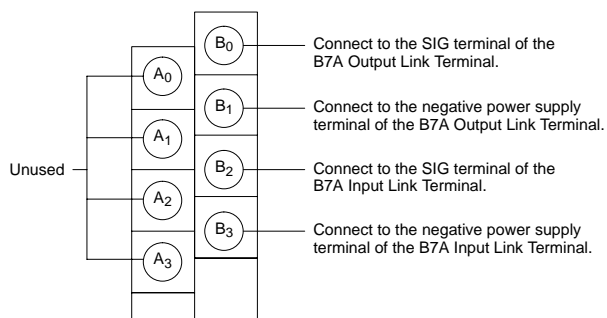 B0
Connect to the SIG terminal of the
B7A Output Link Terminal.
A0
B1
Connect to the negative power supply
terminal of the B7A Output Link Terminal.
A1
Unused
B2
Connect to the SIG terminal of the
B7A Input Link Terminal.
A2
B3
Connect to the negative power supply
terminal of the B7A Input Link Terminal.
A3